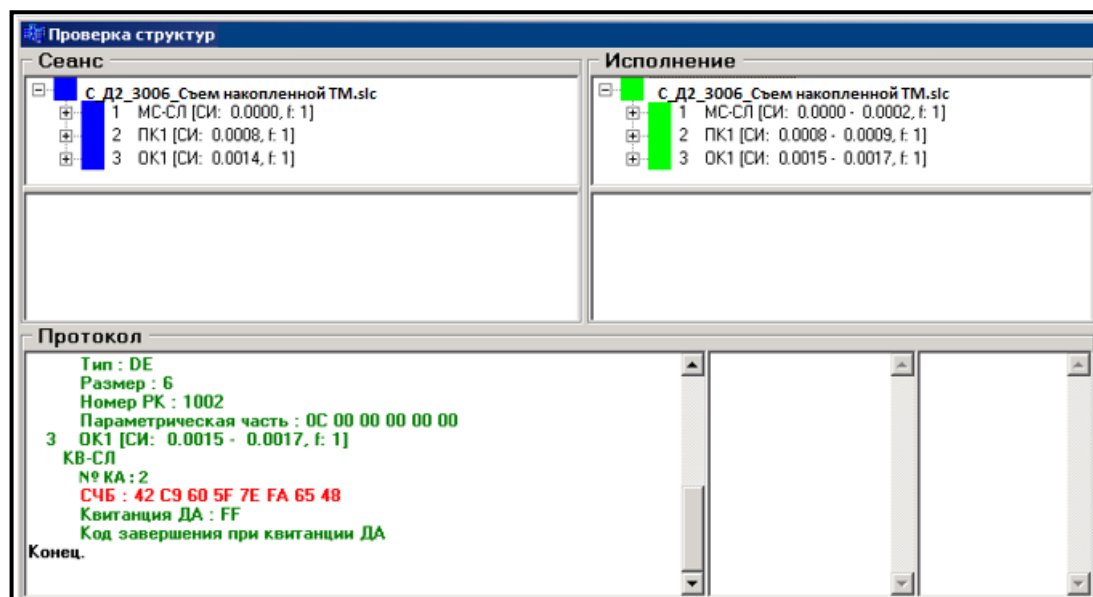 Проверка структур
Сеанс
С_Д2_3006_Съем накопленной ТМ.slc
1 МС-СЛ [СИ: 0.0000, f: 1]
2 ПК1 [СИ: 0.0008, f: 1]
3 ОК1 [СИ: 0.0014, f: 1]
Исполнение
С_Д2_3006_Съем накопленной ТМ.slc
1 МС-СЛ [СИ: 0.0000 - 0.0002, f: 1]
2 ПК1 [СИ: 0.0008 - 0.0009, f: 1]
3 ОК1 [СИ: 0.0015 - 0.0017, f: 1]
Протокол
Тип : DE
Размер : 6
Номер РК : 1002
Параметрическая часть : 0C 00 00 00 00 00
3 ОК1 [СИ: 0.0015 - 0.0017, f: 1]
КВ-СЛ
№ КА : 2
СЧБ : 42 C9 60 5F 7E FA 65 48
Квитанция ДА : FF
Код завершения при квитанции ДА
Конец.